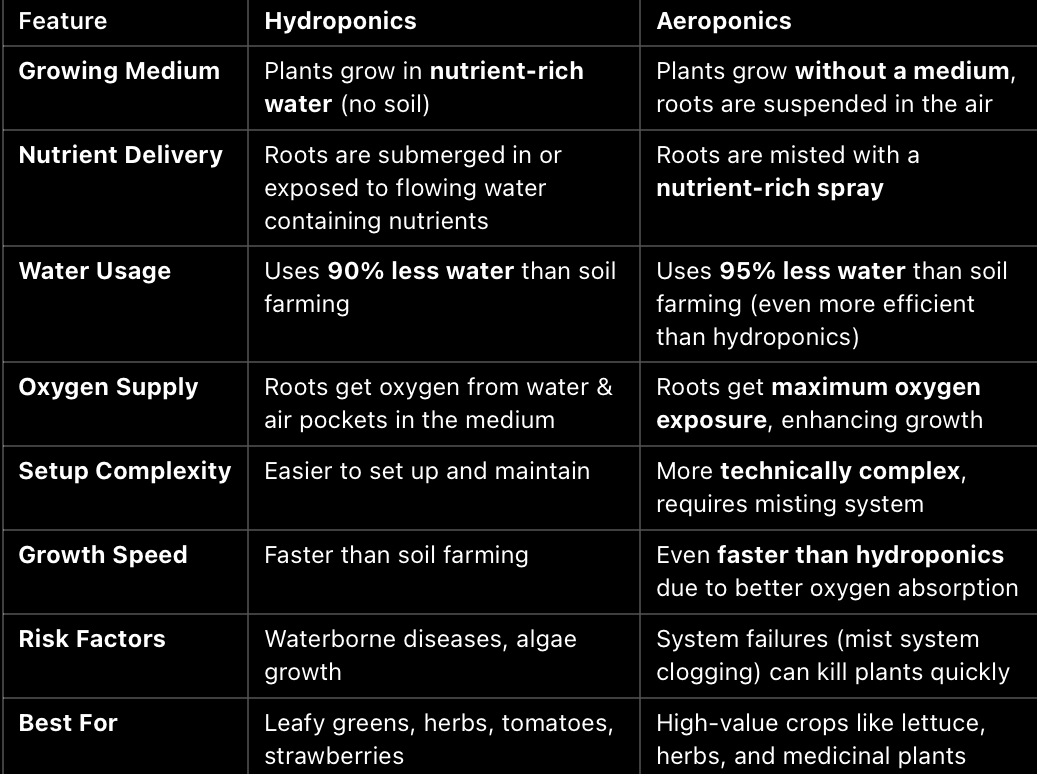 Feature Hydroponics Aeroponics
Growing Medium Plants grow in nutrient-rich Plants grow without a medium,
water (no soil) roots are suspended in the air
Nutrient Delivery Roots are submerged in or Roots are misted with a
exposed to flowing water nutrient-rich spray
containing nutrients
Water Usage Uses 90% less water than soil Uses 95% less water than soil
farming farming (even more efficient
than hydroponics)
Oxygen Supply Roots get oxygen from water & Roots get maximum oxygen
air pockets in the medium exposure, enhancing growth
Setup Complexity Easier to set up and maintain More technically complex,
requires misting system
Growth Speed Faster than soil farming Even faster than hydroponics
due to better oxygen absorption
Risk Factors Waterborne diseases, algae System failures (mist system
growth clogging) can kill plants quickly
Best For Leafy greens, herbs, tomatoes, High-value crops like lettuce,
strawberries herbs, and medicinal plants